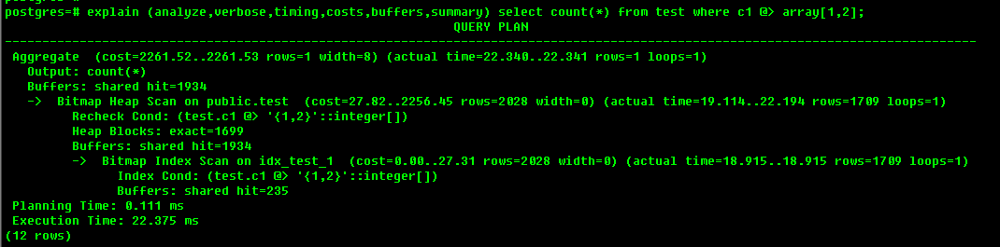 postgres=# explain (analyze,verbose,timing,costs,buffers,summary) select count(*) from test where c1 @> array[1,2];
QUERY PLAN
-----------------------------------------------------------------------------------------------------------------------------------
Aggregate  (cost=2261.52..2261.53 rows=1 width=8) (actual time=22.340..22.341 rows=1 loops=1)
  Output: count(*)
  Buffers: shared hit=1934
  ->  Bitmap Heap Scan on public.test  (cost=27.82..2256.45 rows=2028 width=0) (actual time=19.114..22.194 rows=1709 loops=1)
        Recheck Cond: (test.c1 @> '{1,2}'::integer[])
        Heap Blocks: exact=1699
        Buffers: shared hit=1934
        ->  Bitmap Index Scan on idx_test_1  (cost=0.00..27.31 rows=2028 width=0) (actual time=18.915..18.915 rows=1709 loops=1)
              Index Cond: (test.c1 @> '{1,2}'::integer[])
              Buffers: shared hit=235
Planning Time: 0.111 ms
Execution Time: 22.375 ms
(12 rows)